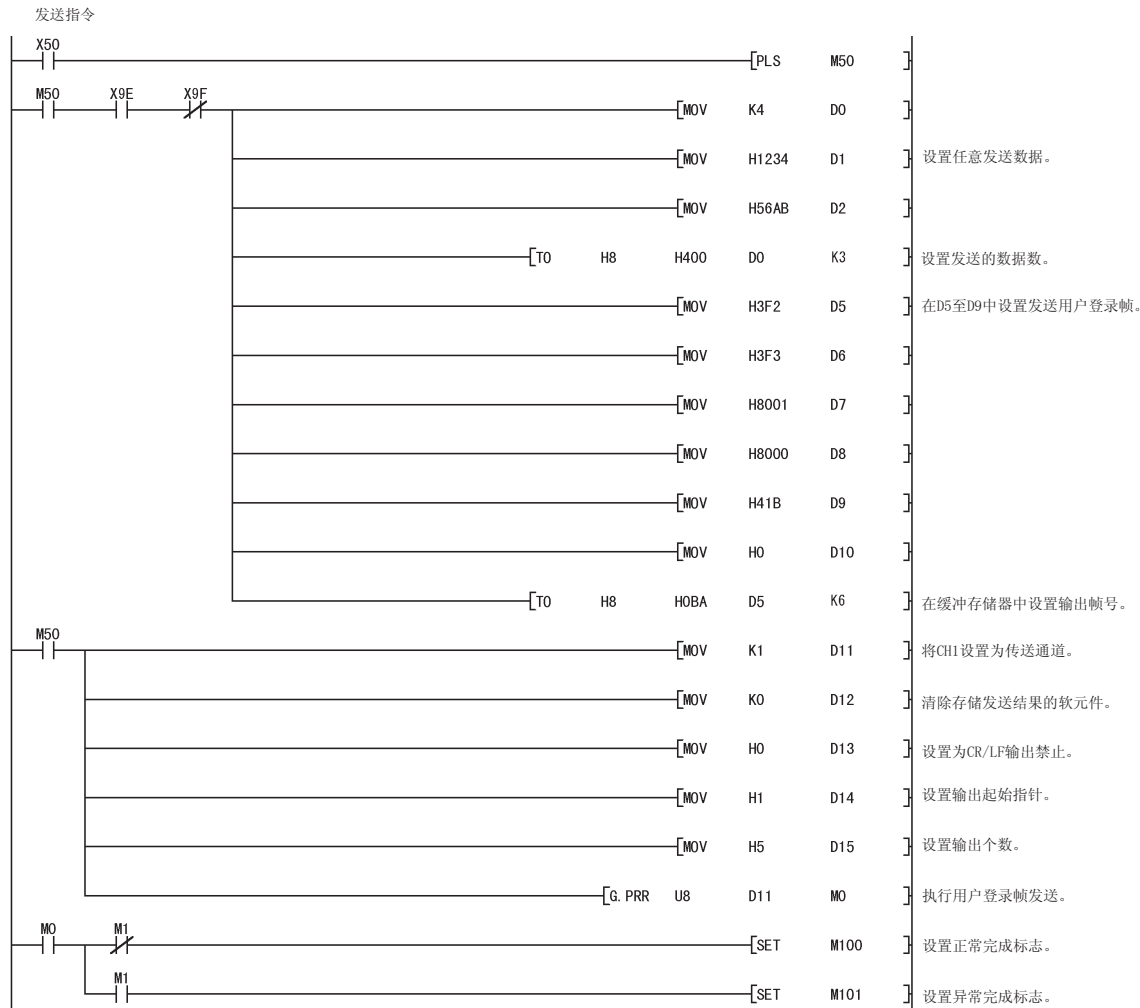 发送指令
X50
[PLS M50 ]
M50 X9E X9F
[MOV K4 D0 ]
[MOV H1234 D1 ] 设置任意发送数据。
[MOV H56AB D2 ]
[TO H8 H400 D0 K3 ] 设置发送的数据数。
[MOV H3F2 D5 ] 在D5至D9中设置发送用户登录帧。
[MOV H3F3 D6 ]
[MOV H8001 D7 ]
[MOV H8000 D8 ]
[MOV H41B D9 ]
[MOV H0 D10 ]
[TO H8 H0BA D5 K6 ] 在缓冲存储器中设置输出帧号。
M50
[MOV K1 D11 ] 将CH1设置为传送通道。
[MOV K0 D12 ] 清除存储发送结果的软元件。
[MOV H0 D13 ] 设置为CR/LF输出禁止。
[MOV H1 D14 ] 设置输出起始指针。
[MOV H5 D15 ] 设置输出个数。
[G.PRR U8 D11 M0 ] 执行用户登录帧发送。
M0 M1
[SET M100 ] 设置正常完成标志。
M1
[SET M101 ] 设置异常完成标志。